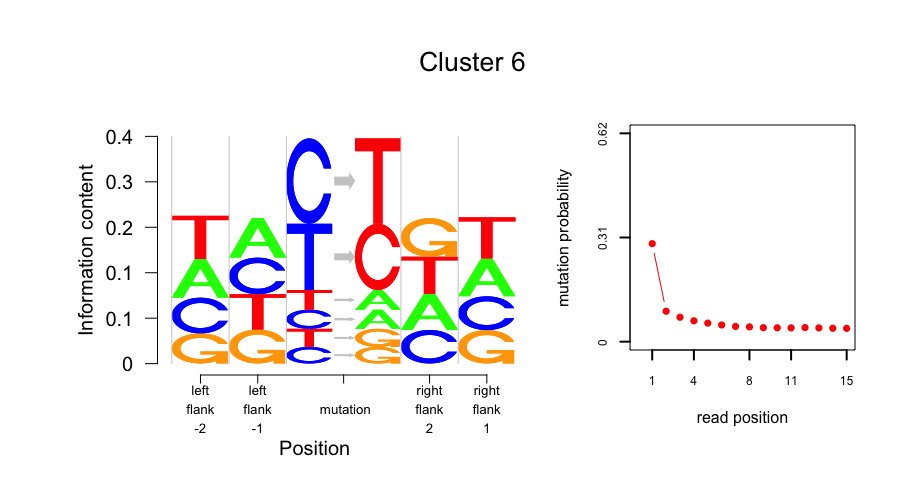 Cluster 6
Information content
0.4
0.3
0.2
0.1
0.1
0
T A C G
A C T G
C T T C T C
T C A A G G
G T A C
T A C G
left flank -2
left flank -1
mutation
right flank 2
right flank 1
Position
mutation probability
0.62
0.31
0
1 4 8 11 15
read position